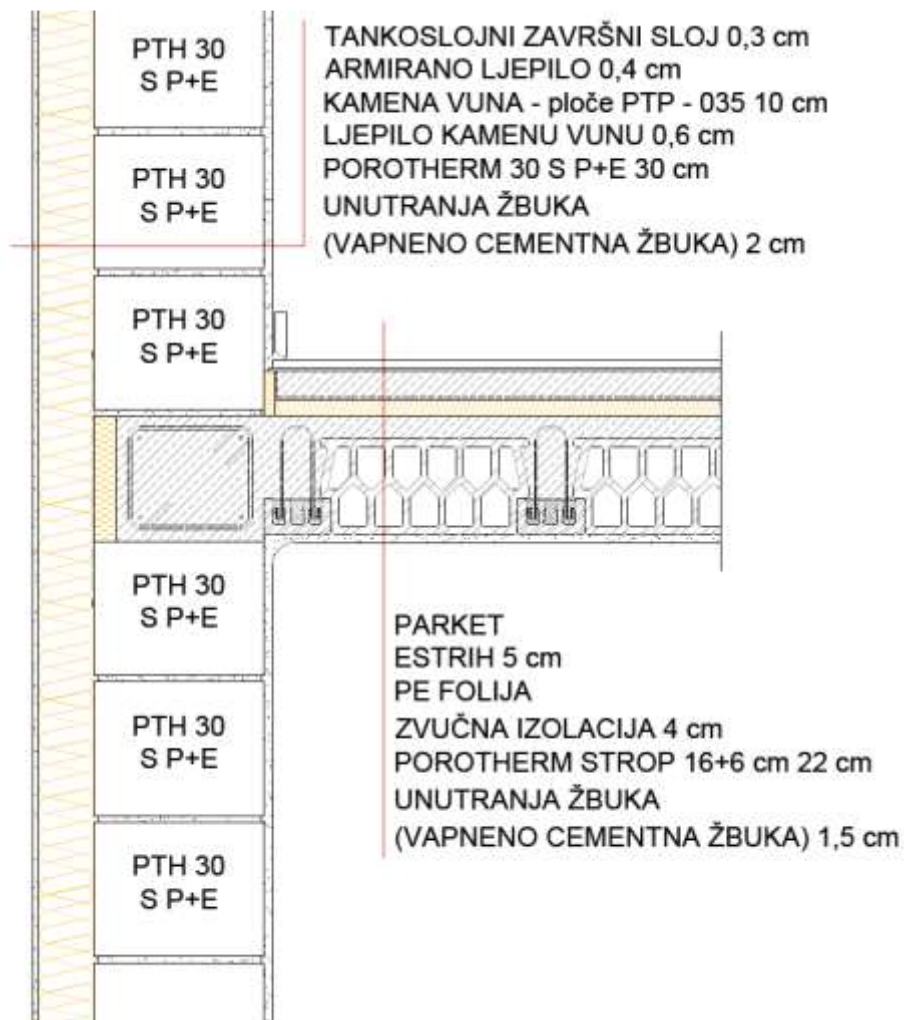 PTH 30
S P+E
TANKOSLOJNI ZAVRŠNI SLOJ 0,3 cm
ARMIRANO LJEPILO 0,4 cm
KAMENA VUNA - ploče PTP - 035 10 cm
LJEPILO KAMENU VUNU 0,6 cm
POROTHERM 30 S P+E 30 cm
UNUTRANJA ŽBUKA
(VAPNENO CEMENTNA ŽBUKA) 2 cm
PTH 30
S P+E
PTH 30
S P+E
PTH 30
S P+E
PARKET
ESTRIH 5 cm
PE FOLIJA
ZVUČNA IZOLACIJA 4 cm
POROTHERM STROP 16+6 cm 22 cm
UNUTRANJA ŽBUKA
(VAPNENO CEMENTNA ŽBUKA) 1,5 cm
PTH 30
S P+E
PTH 30
S P+E